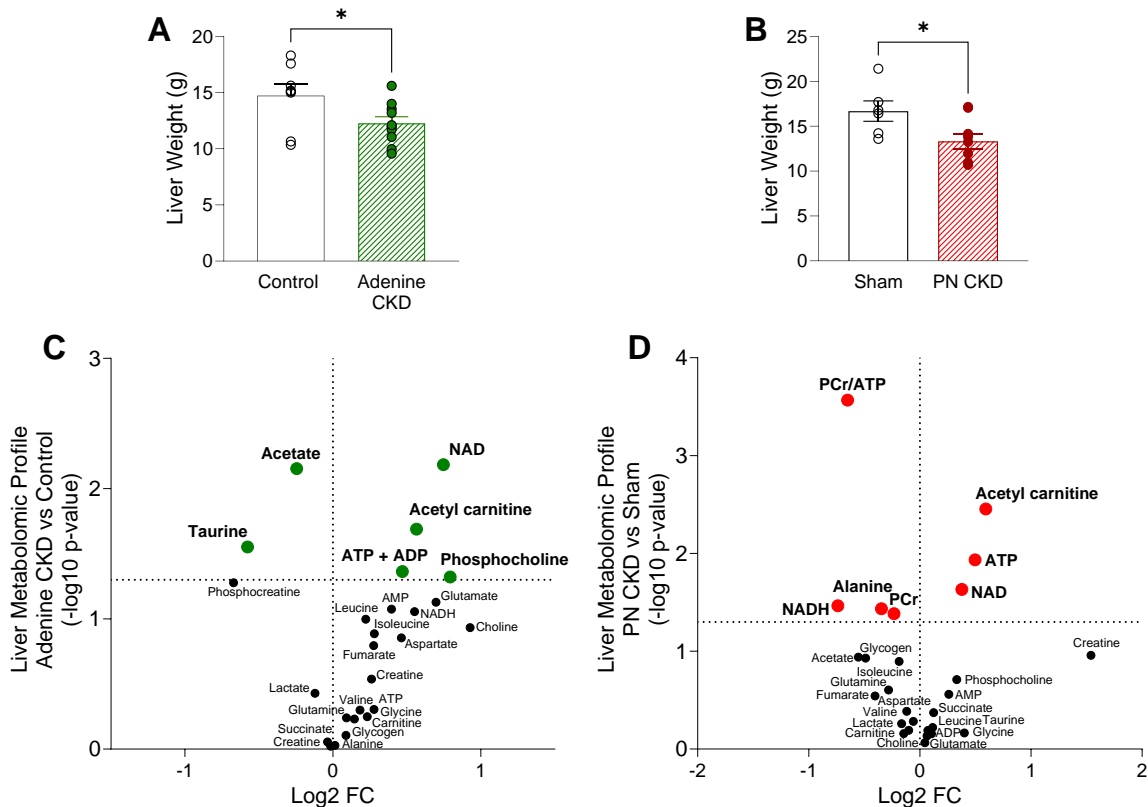 A
*
Liver Weight (g)
20
15
10
5
0
Control
Adenine
CKD
B
*
Liver Weight (g)
25
20
15
10
5
0
Sham
PN CKD
C
Liver Metabolomic Profile
Adenine CKD vs Control
(-log10 p-value)
3
2
1
0
Acetate
NAD
Acetyl carnitine
Taurine
ATP + ADP
Phosphocholine
Phosphocreatine
AMP
Glutamate
Leucine
NADH
Isoleucine
Choline
Aspartate
Fumarate
Creatine
Lactate
Valine
ATP
Glutamine
Glycine
Carnitine
Succinate
Glycogen
Creatine
Alanine
-1
0
1
Log2 FC
D
Liver Metabolomic Profile
PN CKD vs Sham
(-log10 p-value)
4
3
2
1
0
PCr/ATP
Acetyl carnitine
ATP
NAD
Alanine
NADH
PCr
Creatine
Glycogen
Acetate
Isoleucine
Phosphocholine
Glutamine
Fumarate
AMP
Aspartate
Succinate
Valine
Lactate
Leucine
Taurine
Carnitine
ADP
Glycine
Choline
Glutamate
-2
-1
0
1
2
Log2 FC